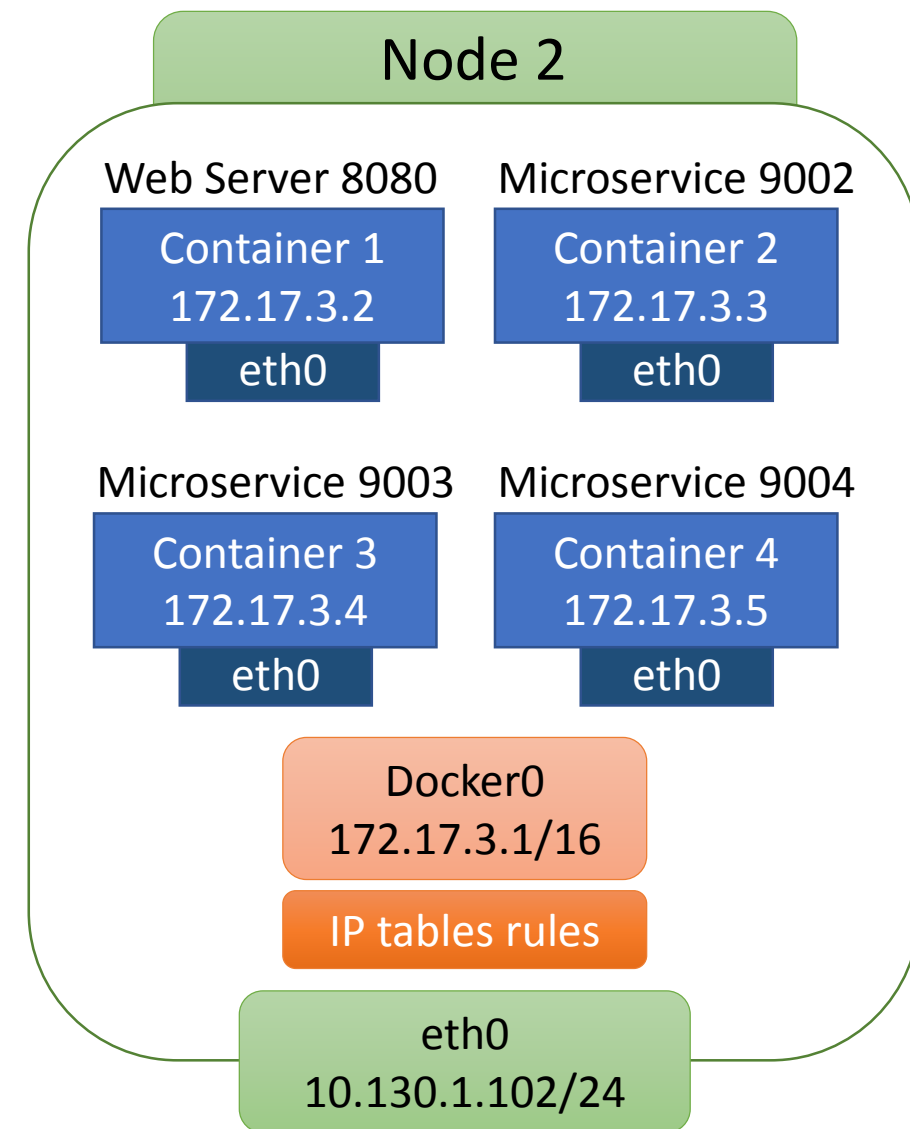 Node 2
Web Server 8080
Container 1
172.17.3.2
eth0
Microservice 9002
Container 2
172.17.3.3
eth0
Microservice 9003
Container 3
172.17.3.4
eth0
Microservice 9004
Container 4
172.17.3.5
eth0
Docker0
172.17.3.1/16
IP tables rules
eth0
10.130.1.102/24